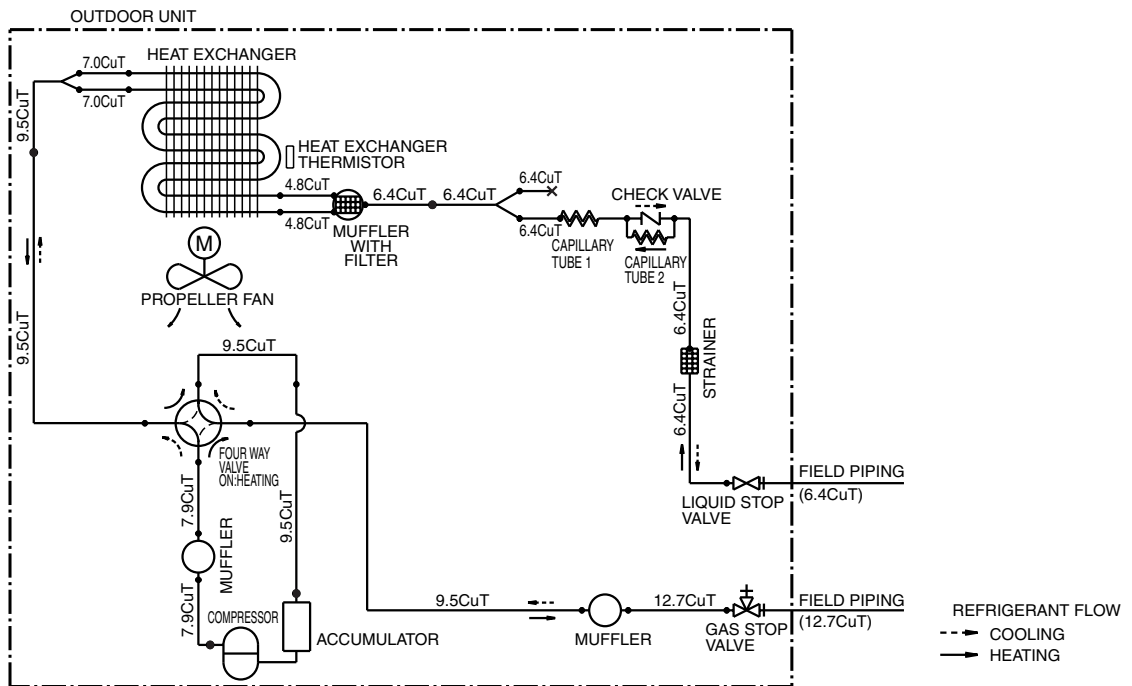 OUTDOOR UNIT
HEAT EXCHANGER
7.0CuT
7.0CuT
9.5CuT
HEAT EXCHANGER
THERMISTOR
4.8CuT
4.8CuT
6.4CuT
6.4CuT
6.4CuT
6.4CuT
MUFFLER
WITH
FILTER
CHECK VALVE
CAPILLARY
TUBE 1
CAPILLARY
TUBE 2
M
PROPELLER FAN
9.5CuT
9.5CuT
6.4CuT
STRAINER
6.4CuT
FOUR WAY
VALVE
ON:HEATING
7.9CuT
9.5CuT
MUFFLER
7.9CuT
COMPRESSOR
ACCUMULATOR
LIQUID STOP
VALVE
FIELD PIPING
(6.4CuT)
9.5CuT
MUFFLER
12.7CuT
GAS STOP
VALVE
FIELD PIPING
(12.7CuT)
REFRIGERANT FLOW
COOLING
HEATING